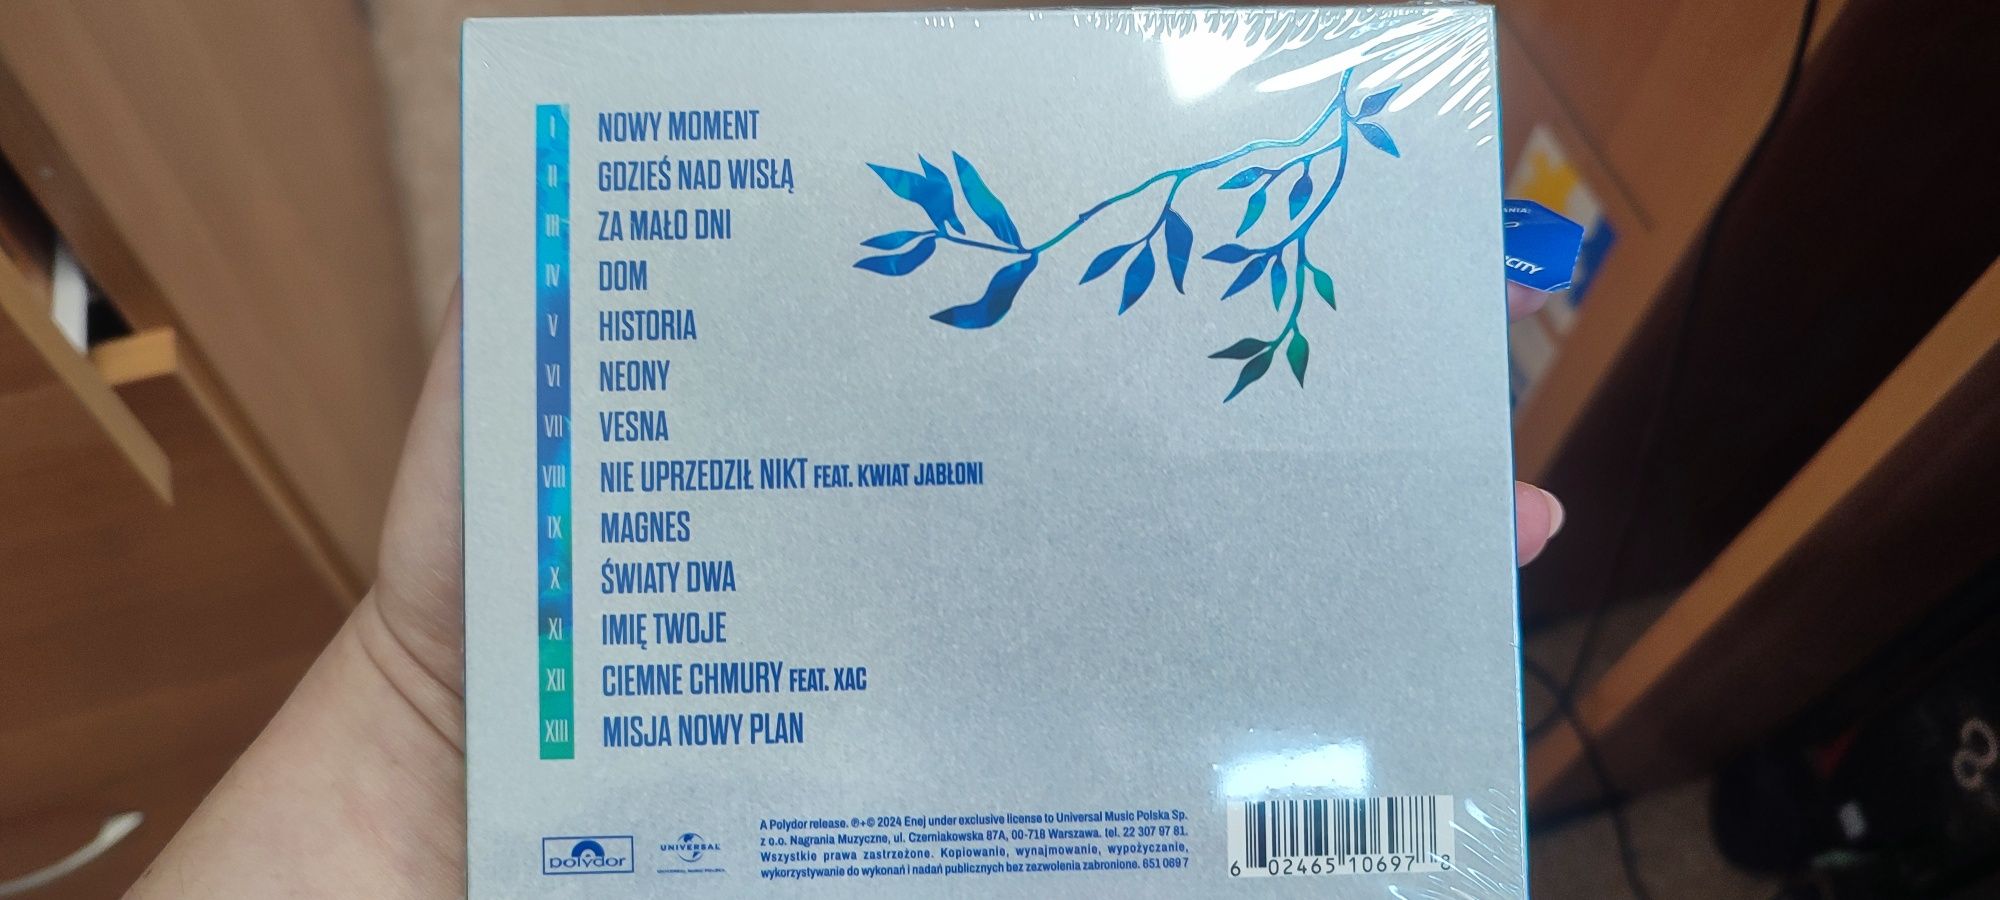 I NOWY MOMENT
II GDZIEŚ NAD WISŁĄ
III ZA MAŁO DNI
IV DOM
V HISTORIA
VI NEONY
VII VESNA
VIII NIE UPRZEDZIŁ NIKT FEAT. KWIAT JABŁONI
IX MAGNES
X ŚWIATY DWA
XI IMIĘ TWOJE
XII CIEMNE CHMURY FEAT. XAC
XIII MISJA NOWY PLAN
polydor
UNIVERSAL
UNIVERSAL MUSIC POLSKA
A Polydor release. ℗+© 2024 Enej under exclusive license to Universal Music Polska Sp.
z o.o. Nagrania Muzyczne, ul. Czerniakowska 87A, 00-718 Warszawa. tel. 22 307 97 81.
Wszystkie prawa zastrzeżone. Kopiowanie, wynajmowanie, wypożyczanie,
wykorzystywanie do wykonań i nadań publicznych bez zezwolenia zabronione. 651 069 7
6 02465 10697 8